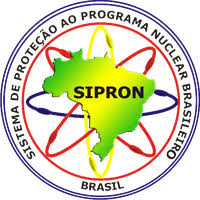 SISTEMA DE PROTEÇÃO AO PROGRAMA NUCLEAR BRASILEIRO
SIPRON
BRASIL